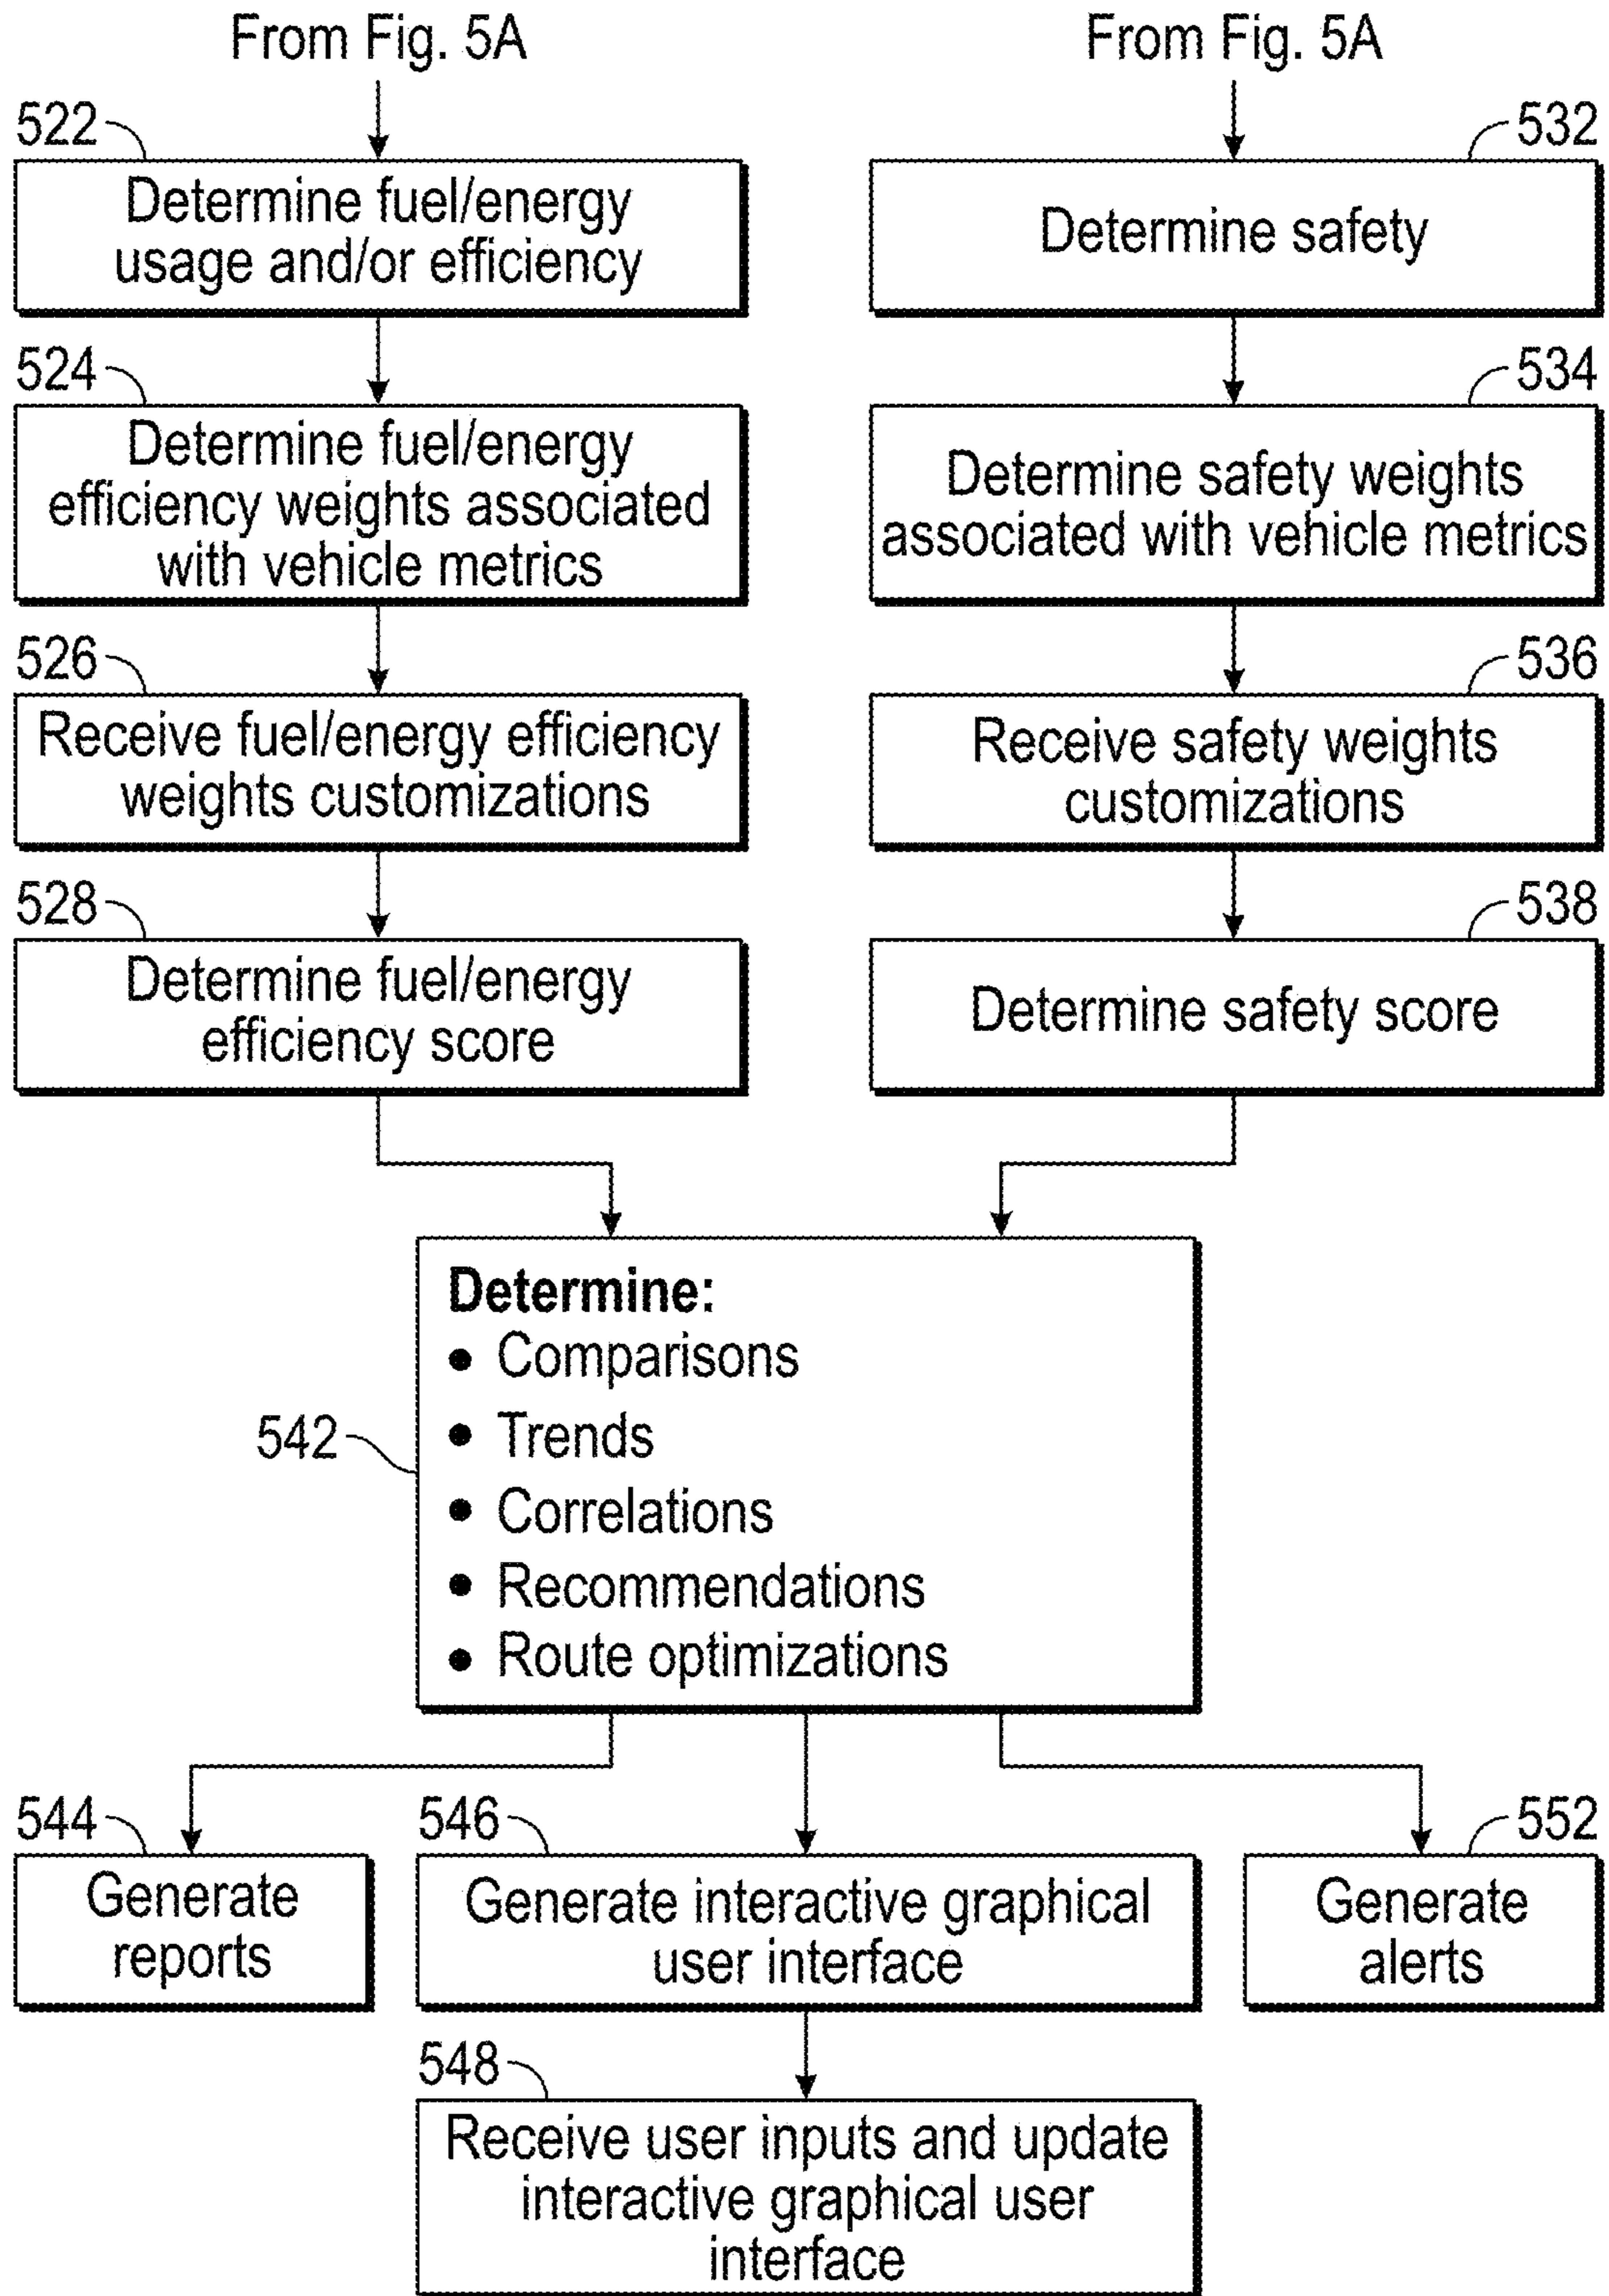 From Fig. 5A
From Fig. 5A
522
532
Determine fuel/energy
usage and/or efficiency
Determine safety
524
534
Determine fuel/energy
efficiency weights associated
with vehicle metrics
Determine safety weights
associated with vehicle metrics
526
536
Receive fuel/energy efficiency
weights customizations
Receive safety weights
customizations
528
538
Determine fuel/energy
efficiency score
Determine safety score
542
Determine:
• Comparisons
• Trends
• Correlations
• Recommendations
• Route optimizations
544
546
552
Generate
reports
Generate interactive graphical
user interface
Generate
alerts
548
Receive user inputs and update
interactive graphical user
interface